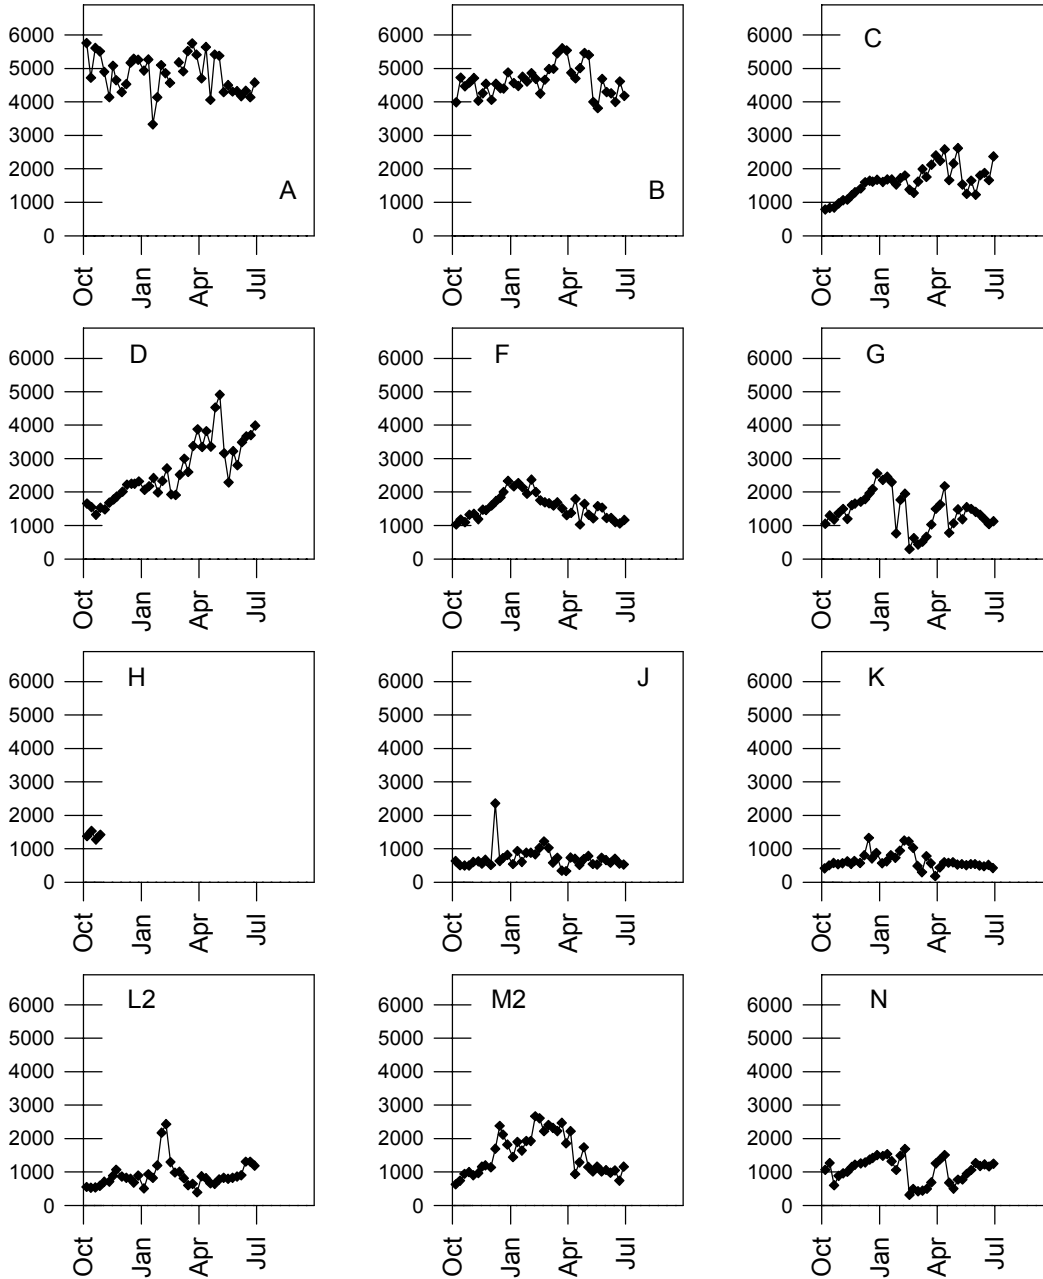 6000 5000 4000 3000 2000 1000 0 A Oct Jan Apr Jul
6000 5000 4000 3000 2000 1000 0 B Oct Jan Apr Jul
6000 5000 4000 3000 2000 1000 0 C Oct Jan Apr Jul
6000 5000 4000 3000 2000 1000 0 D Oct Jan Apr Jul
6000 5000 4000 3000 2000 1000 0 F Oct Jan Apr Jul
6000 5000 4000 3000 2000 1000 0 G Oct Jan Apr Jul
6000 5000 4000 3000 2000 1000 0 H Oct Jan Apr Jul
6000 5000 4000 3000 2000 1000 0 J Oct Jan Apr Jul
6000 5000 4000 3000 2000 1000 0 K Oct Jan Apr Jul
6000 5000 4000 3000 2000 1000 0 L2 Oct Jan Apr Jul
6000 5000 4000 3000 2000 1000 0 M2 Oct Jan Apr Jul
6000 5000 4000 3000 2000 1000 0 N Oct Jan Apr Jul